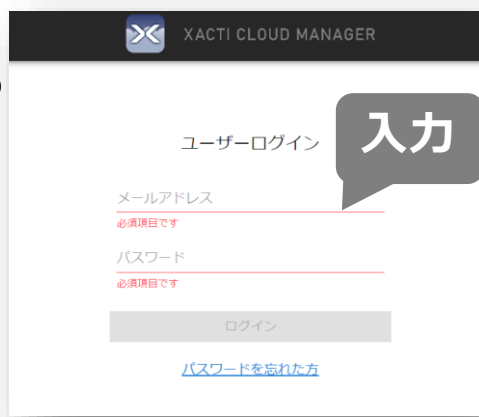 XACTI CLOUD MANAGER
入力
ユーザーログイン
メールアドレス
必須項目です
パスワード
必須項目です
ログイン
パスワードを忘れた方